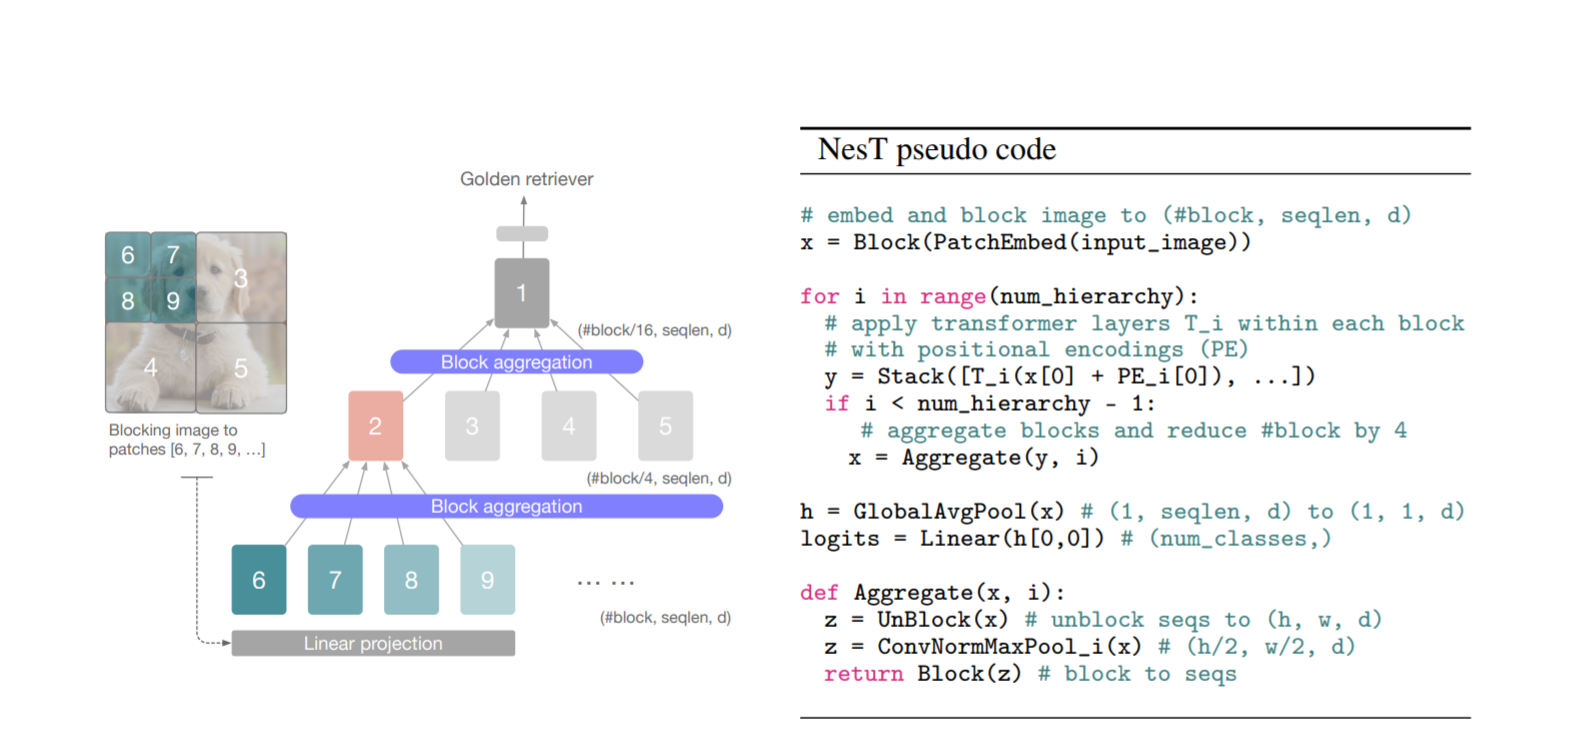 Golden retriever
6 7
3
8 9
4 5
Blocking image to
patches [6, 7, 8, 9, ...]
1
(#block/16, seqlen, d)
Block aggregation
2 3 4 5
(#block/4, seqlen, d)
Block aggregation
6 7 8 9 ... ...
(#block, seqlen, d)
Linear projection
NesT pseudo code
# embed and block image to (#block, seqlen, d)
x = Block(PatchEmbed(input_image))
for i in range(num_hierarchy):
# apply transformer layers T_i within each block
# with positional encodings (PE)
y = Stack([T_i(x[0] + PE_i[0]), ...])
if i < num_hierarchy - 1:
# aggregate blocks and reduce #block by 4
x = Aggregate(y, i)
h = GlobalAvgPool(x) # (1, seqlen, d) to (1, 1, d)
logits = Linear(h[0,0]) # (num_classes,)
def Aggregate(x, i):
z = UnBlock(x) # unblock seqs to (h, w, d)
z = ConvNormMaxPool_i(x) # (h/2, w/2, d)
return Block(z) # block to seqs